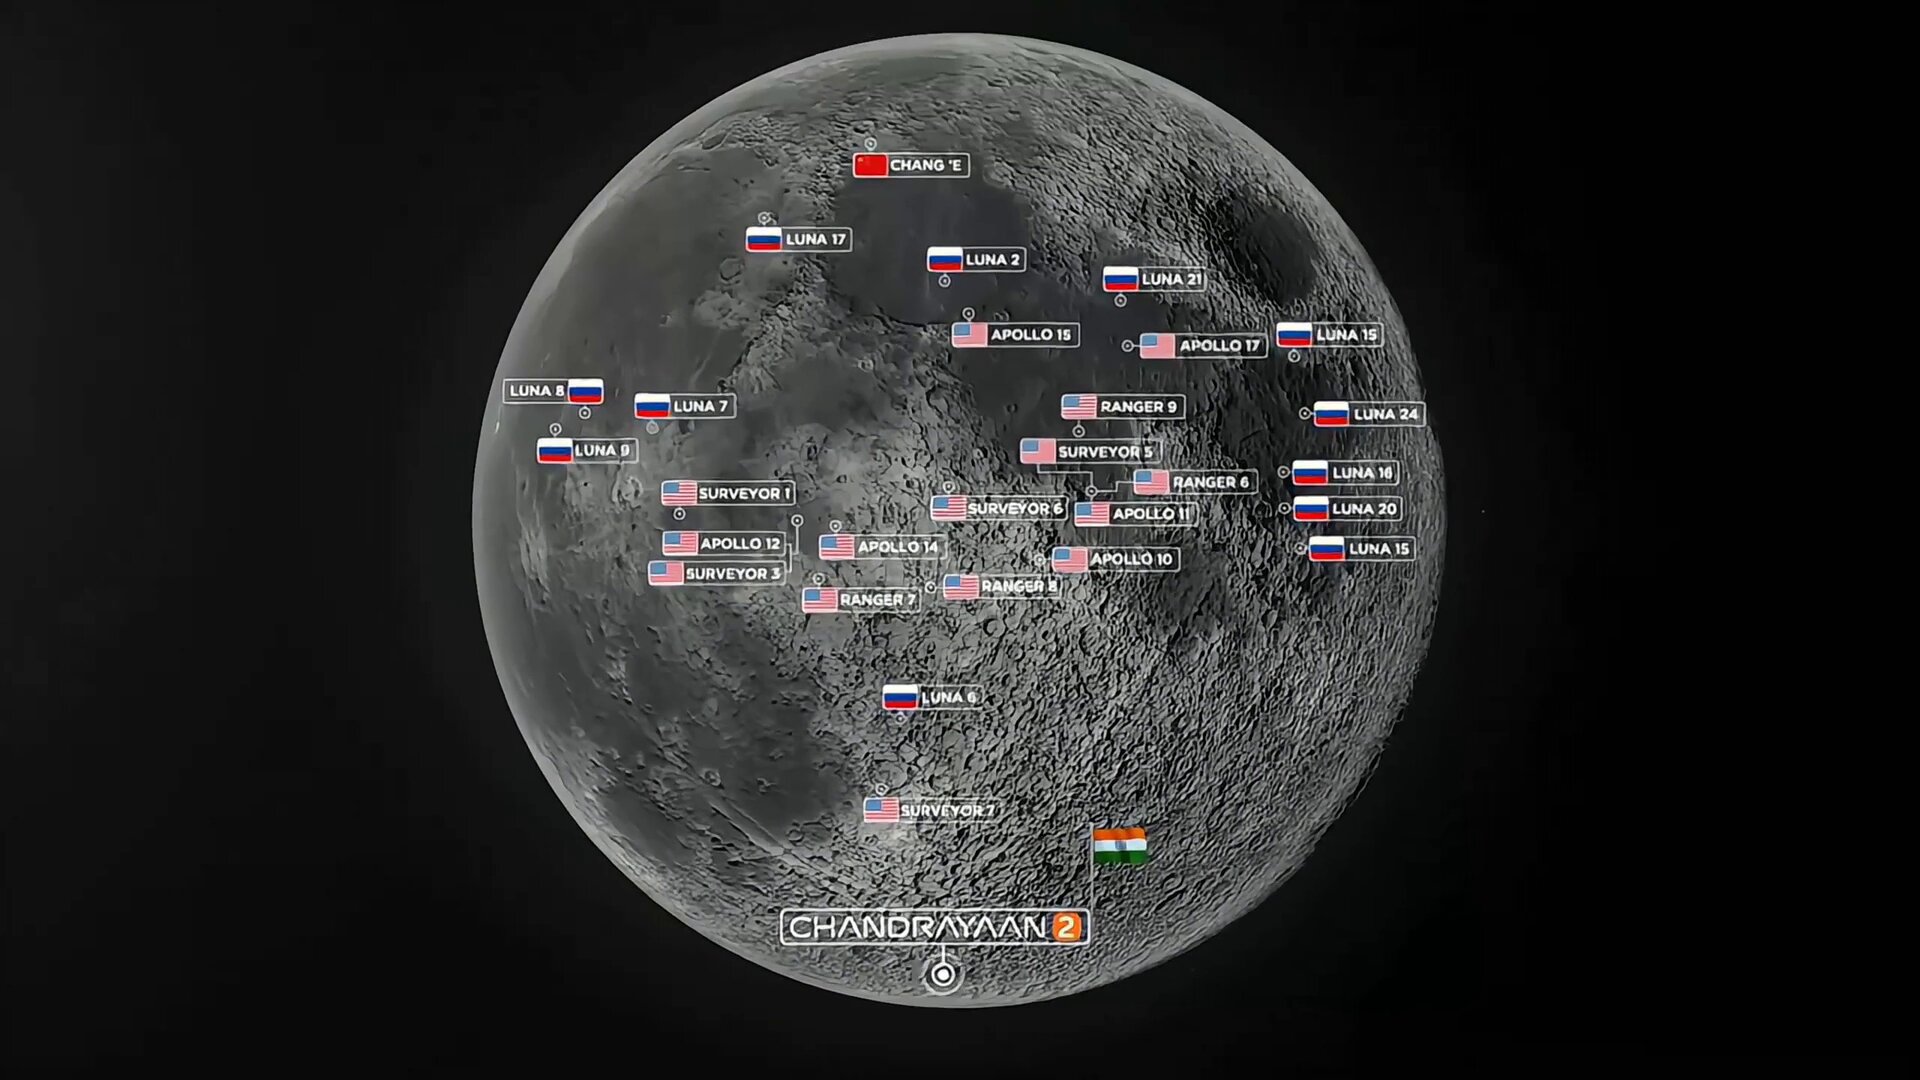 CHANG 'E
LUNA 17
LUNA 2
LUNA 21
APOLLO 15
APOLLO 17
LUNA 15
LUNA 8
LUNA 7
RANGER 9
LUNA 24
LUNA 9
SURVEYOR 5
LUNA 16
RANGER 6
SURVEYOR 1
SURVEYOR 6
LUNA 20
APOLLO 11
APOLLO 12
APOLLO 14
LUNA 15
APOLLO 10
SURVEYOR 3
RANGER 8
RANGER 7
LUNA 6
SURVEYOR 7
CHANDRAYAAN 2